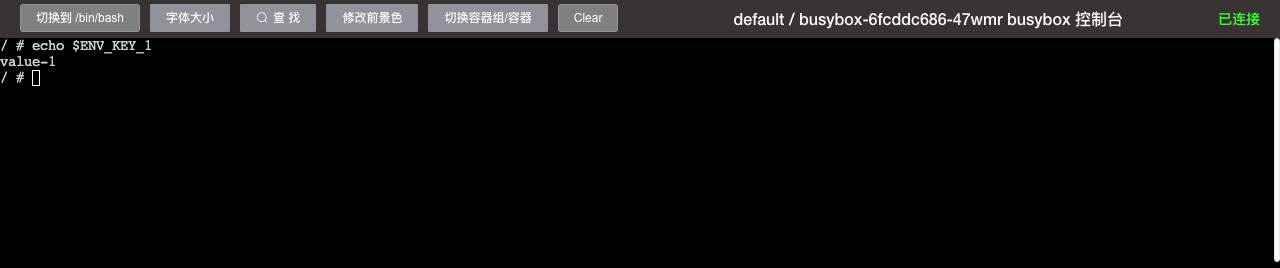 切换到 /bin/bash 字体大小 查 找 修改前景色 切换容器组/容器 Clear default / busybox-6fcddc686-47wmr busybox 控制台 已连接
/ # echo $ENV_KEY_1
value-1
/ #